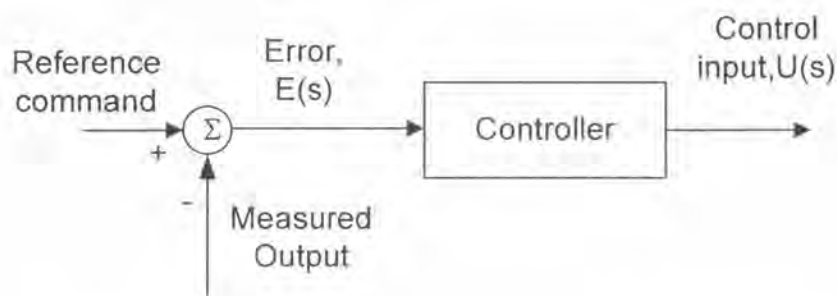 Reference
command
Error,
E(s)
Control
input,U(s)
Σ
Controller
+
-
Measured
Output